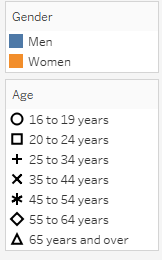 Gender
Men
Women
Age
16 to 19 years
20 to 24 years
25 to 34 years
35 to 44 years
45 to 54 years
55 to 64 years
65 years and over